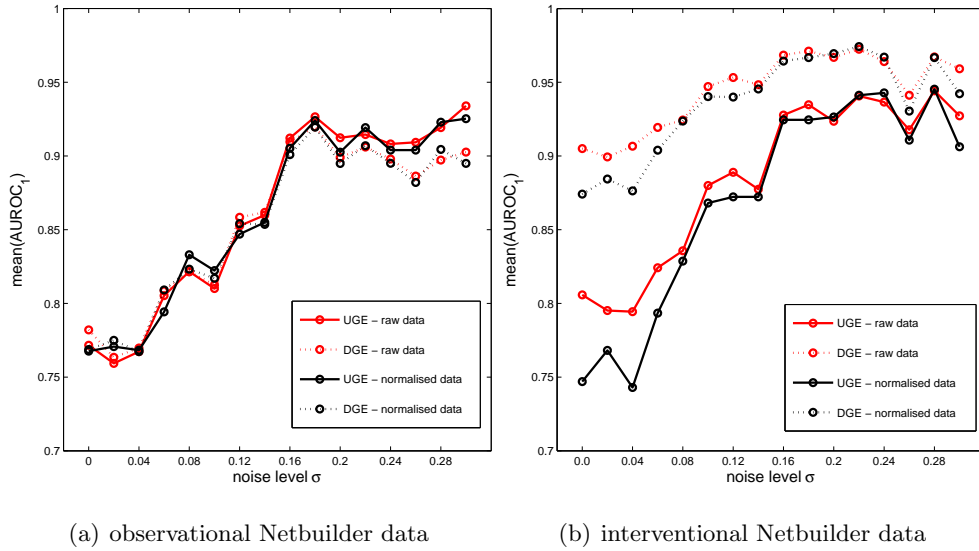 1
0.95
0.9
0.85
0.8
0.75
0.7
mean(AUROC1)
0 0.04 0.08 0.12 0.16 0.2 0.24 0.28
noise level σ
UGE − raw data
DGE − raw data
UGE − normalised data
DGE − normalised data
(a) observational Netbuilder data
1
0.95
0.9
0.85
0.8
0.75
0.7
mean(AUROC1)
0.0 0.04 0.08 0.12 0.16 0.20 0.24 0.28
noise level σ
UGE − raw data
DGE − raw data
UGE − normalised data
DGE − normalised data
(b) interventional Netbuilder data